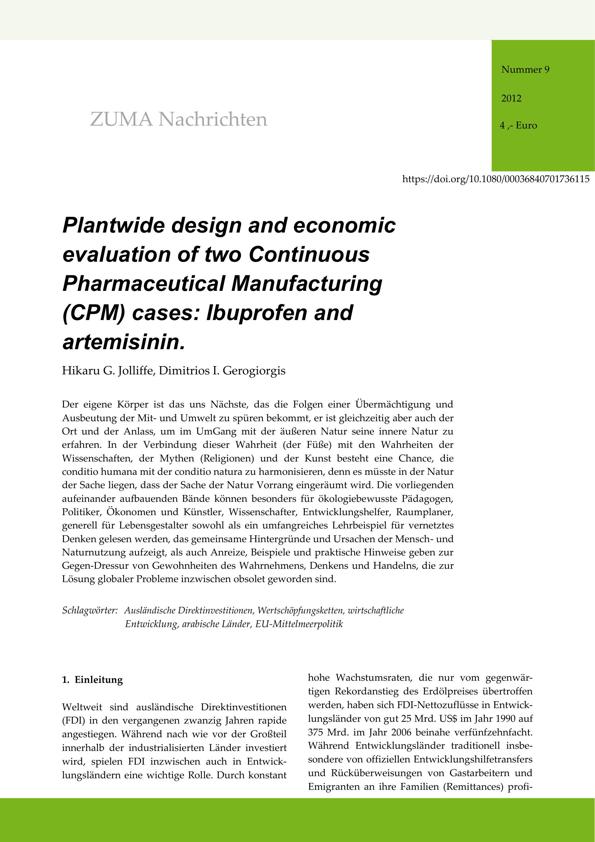 Nummer 9
2012
4 ,- Euro
ZUMA Nachrichten
https://doi.org/10.1080/00036840701736115
Plantwide design and economic
evaluation of two Continuous
Pharmaceutical Manufacturing
(CPM) cases: Ibuprofen and
artemisinin.
Hikaru G. Jolliffe, Dimitrios I. Gerogiorgis
Der eigene Körper ist das uns Nächste, das die Folgen einer Übermächtigung und
Ausbeutung der Mit- und Umwelt zu spüren bekommt, er ist gleichzeitig aber auch der
Ort und der Anlass, um im UmGang mit der äußeren Natur seine innere Natur zu
erfahren. In der Verbindung dieser Wahrheit (der Füße) mit den Wahrheiten der
Wissenschaften, der Mythen (Religionen) und der Kunst besteht eine Chance, die
conditio humana mit der conditio natura zu harmonisieren, denn es müsste in der Natur
der Sache liegen, dass der Sache der Natur Vorrang eingeräumt wird. Die vorliegenden
aufeinander aufbauenden Bände können besonders für ökologiebewusste Pädagogen,
Politiker, Ökonomen und Künstler, Wissenschafter, Entwicklungshelfer, Raumplaner,
generell für Lebensgestalter sowohl als ein umfangreiches Lehrbeispiel für vernetztes
Denken gelesen werden, das gemeinsame Hintergründe und Ursachen der Mensch- und
Naturnutzung aufzeigt, als auch Anreize, Beispiele und praktische Hinweise geben zur
Gegen-Dressur von Gewohnheiten des Wahrnehmens, Denkens und Handelns, die zur
Lösung globaler Probleme inzwischen obsolet geworden sind.
Schlagwörter: Ausländische Direktinvestitionen, Wertschöpfungsketten, wirtschaftliche
Entwicklung, arabische Länder, EU-Mittelmeerpolitik
1. Einleitung
Weltweit sind ausländische Direktinvestitionen
(FDI) in den vergangenen zwanzig Jahren rapide
angestiegen. Während nach wie vor der Großteil
innerhalb der industrialisierten Länder investiert
wird, spielen FDI inzwischen auch in Entwick-
lungsländern eine wichtige Rolle. Durch konstant
hohe Wachstumsraten, die nur vom gegenwär-
tigen Rekordanstieg des Erdölpreises übertroffen
werden, haben sich FDI-Nettozuflüsse in Entwick-
lungsländer von gut 25 Mrd. US$ im Jahr 1990 auf
375 Mrd. im Jahr 2006 beinahe verfünfzehnfacht.
Während Entwicklungsländer traditionell insbe-
sondere von offiziellen Entwicklungshilfetransfers
und Rücküberweisungen von Gastarbeitern und
Emigranten an ihre Familien (Remittances) profi-